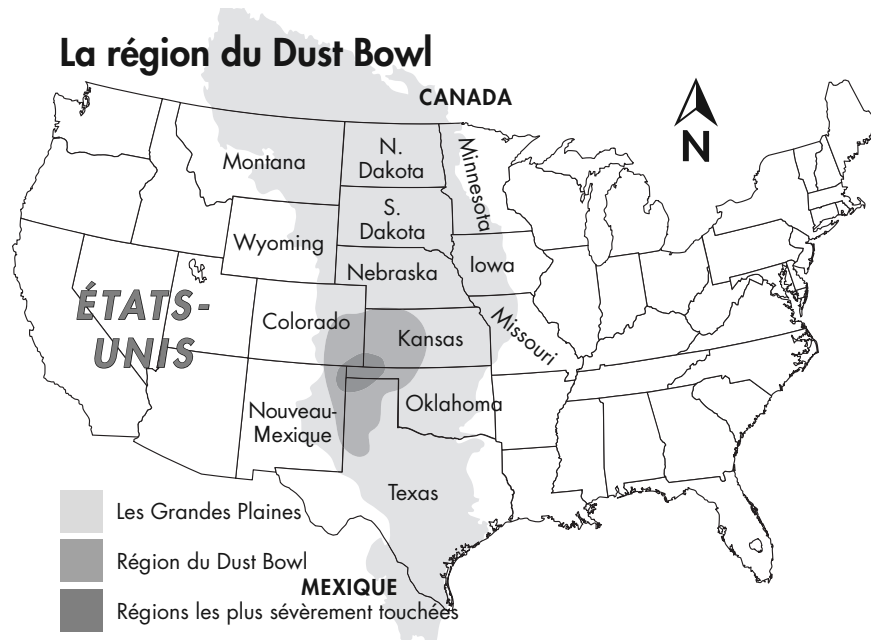 La région du Dust Bowl
CANADA
N
Montana
N.
Dakota
Minnesota
S.
Dakota
Wyoming
Nebraska
Iowa
ÉTATS-
UNIS
Colorado
Kansas
Missouri
Nouveau-
Mexique
Oklahoma
Texas
Les Grandes Plaines
Région du Dust Bowl
MEXIQUE
Régions les plus sévèrement touchées